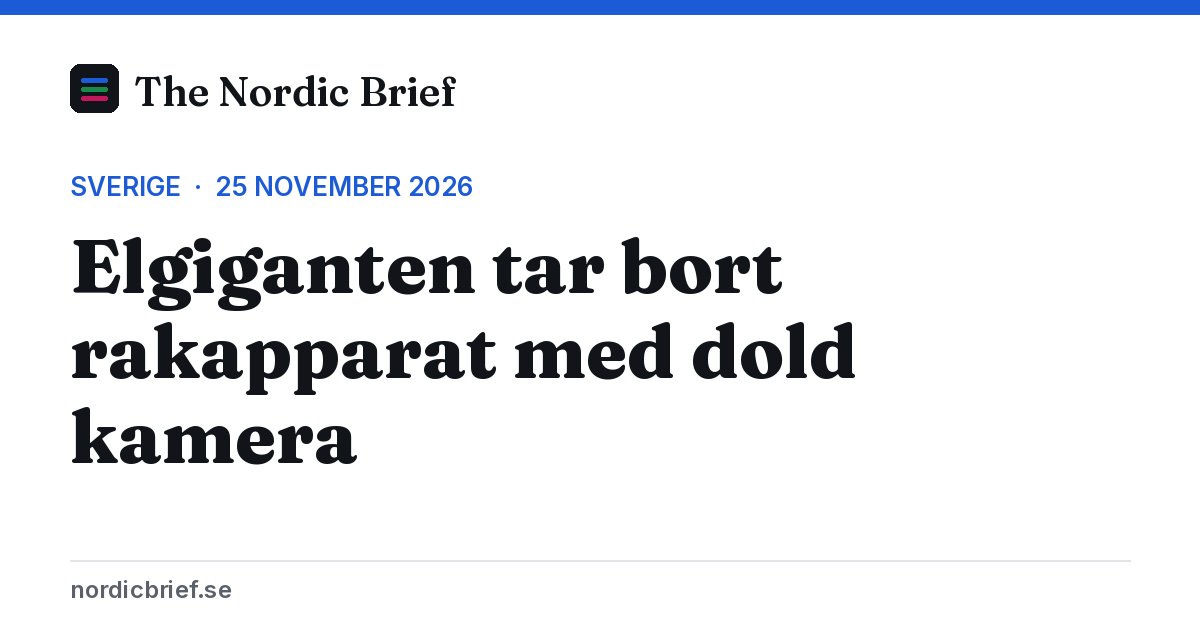 The Nordic Brief
SVERIGE · 25 NOVEMBER 2026
Elgiganten tar bort
rakapparat med dold
kamera
nordicbrief.se